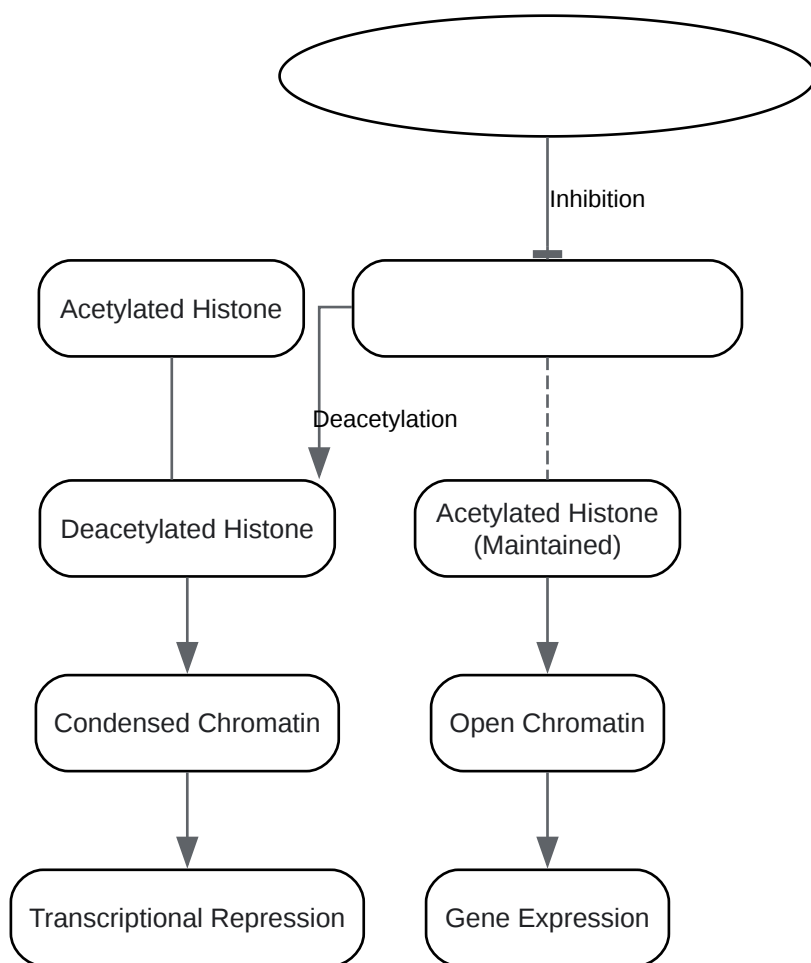 Inhibition
Acetylated Histone
Deacetylation
Deacetylated Histone
Acetylated Histone
(Maintained)
Condensed Chromatin
Open Chromatin
Transcriptional Repression
Gene Expression